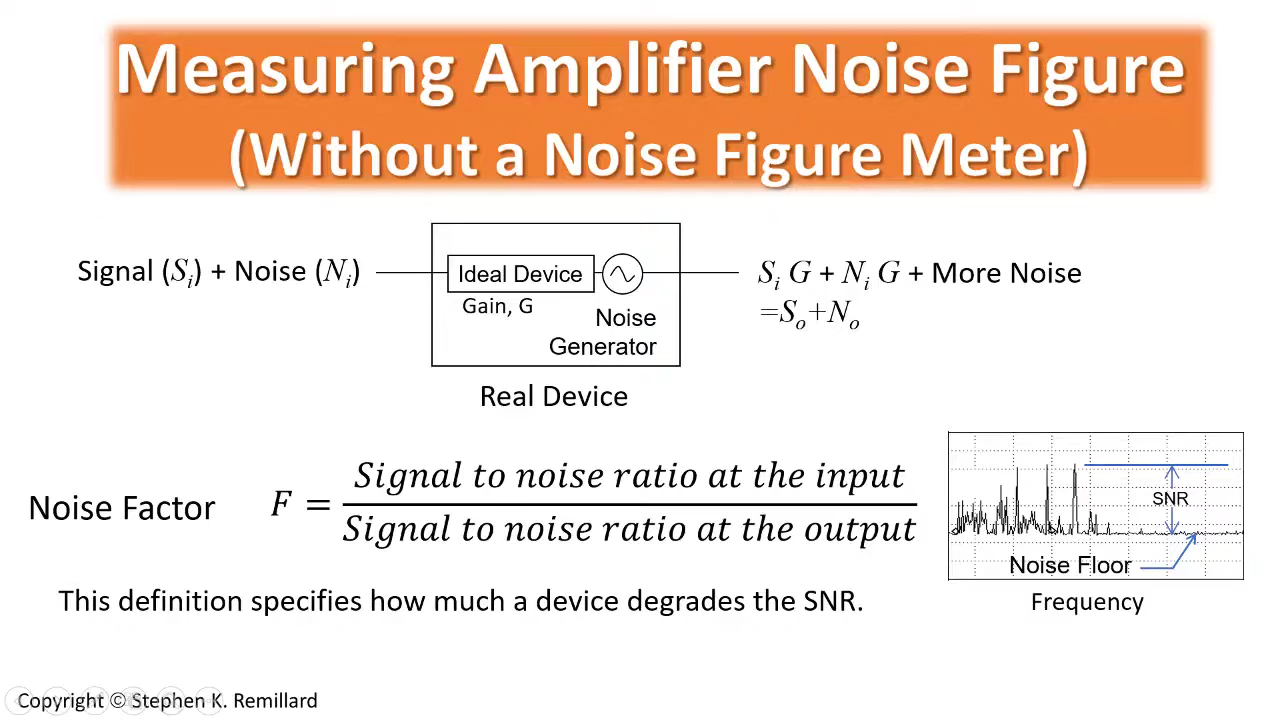 Measuring Amplifier Noise Figure
(Without a Noise Figure Meter)
Signal (Si) + Noise (Ni)
Ideal Device
Gain, G
Noise
Generator
Real Device
Si G + Ni G + More Noise
=So+No
Noise Factor
F = Signal to noise ratio at the input
Signal to noise ratio at the output
SNR
Noise Floor
Frequency
This definition specifies how much a device degrades the SNR.
Copyright © Stephen K. Remillard